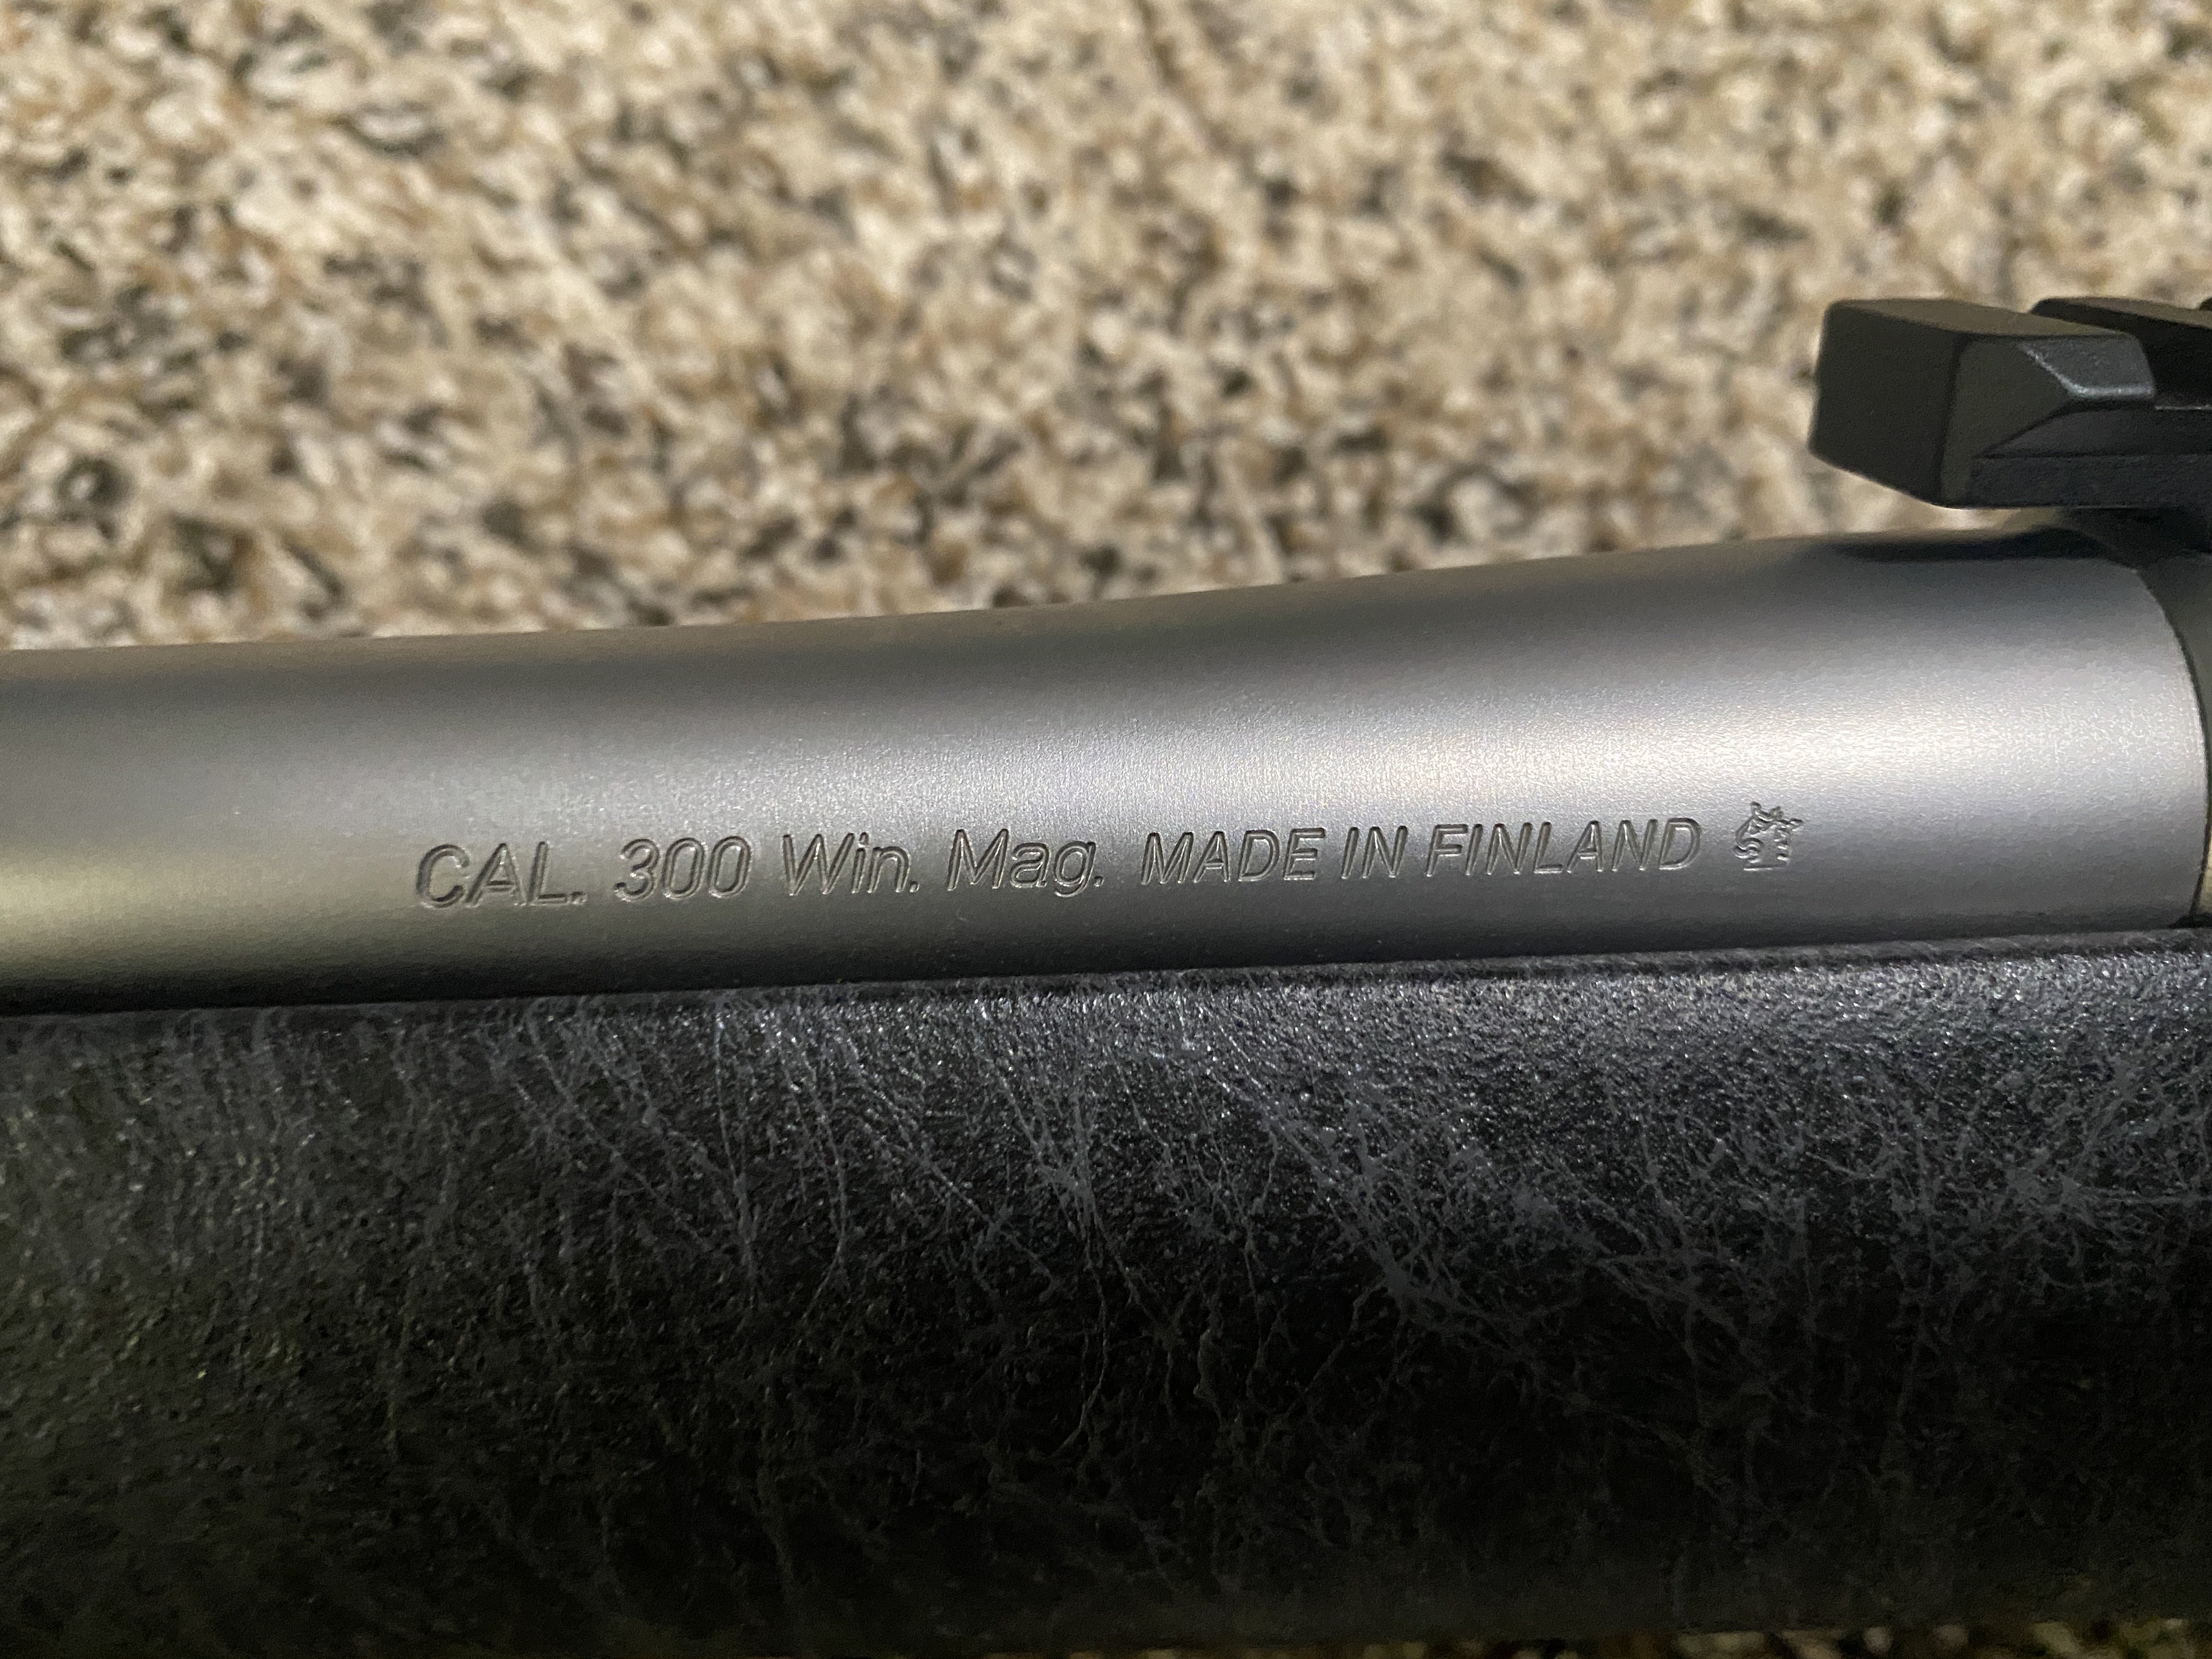 CAL. 300 Win. Mag. MADE IN FINLAND